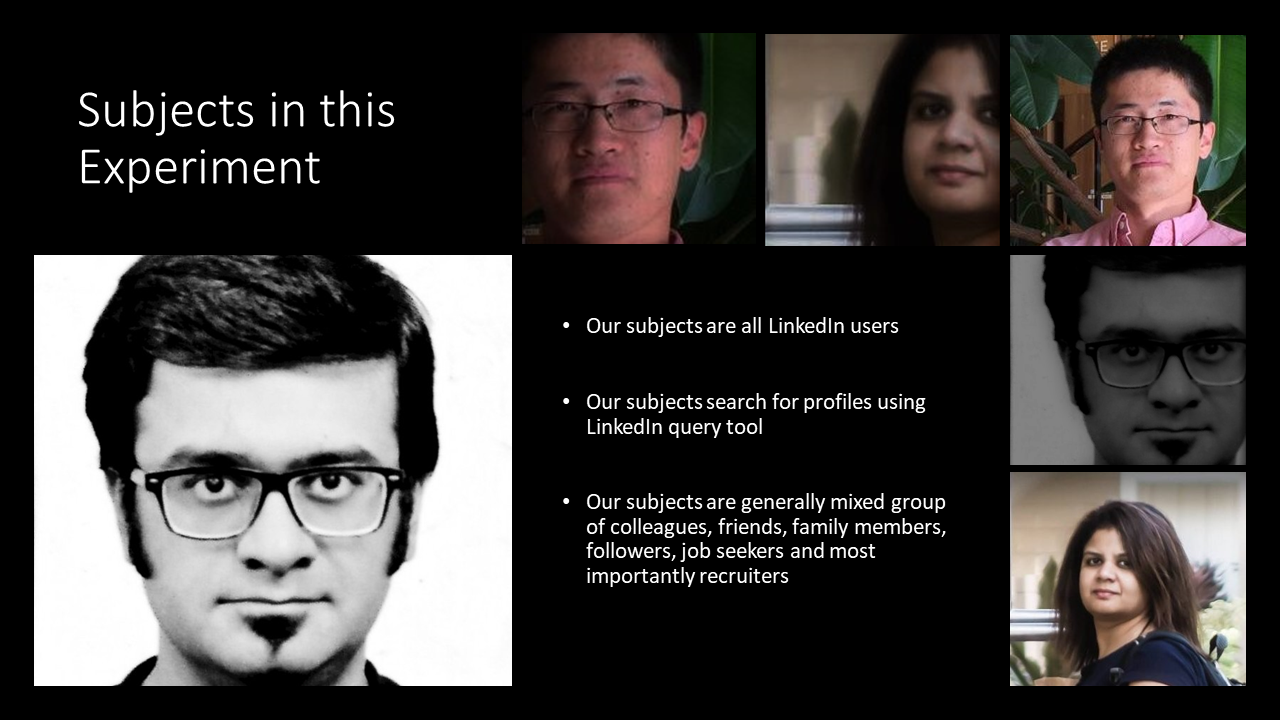 Subjects in this
Experiment
• Our subjects are all LinkedIn users
• Our subjects search for profiles using
LinkedIn query tool
• Our subjects are generally mixed group
of colleagues, friends, family members,
followers, job seekers and most
importantly recruiters